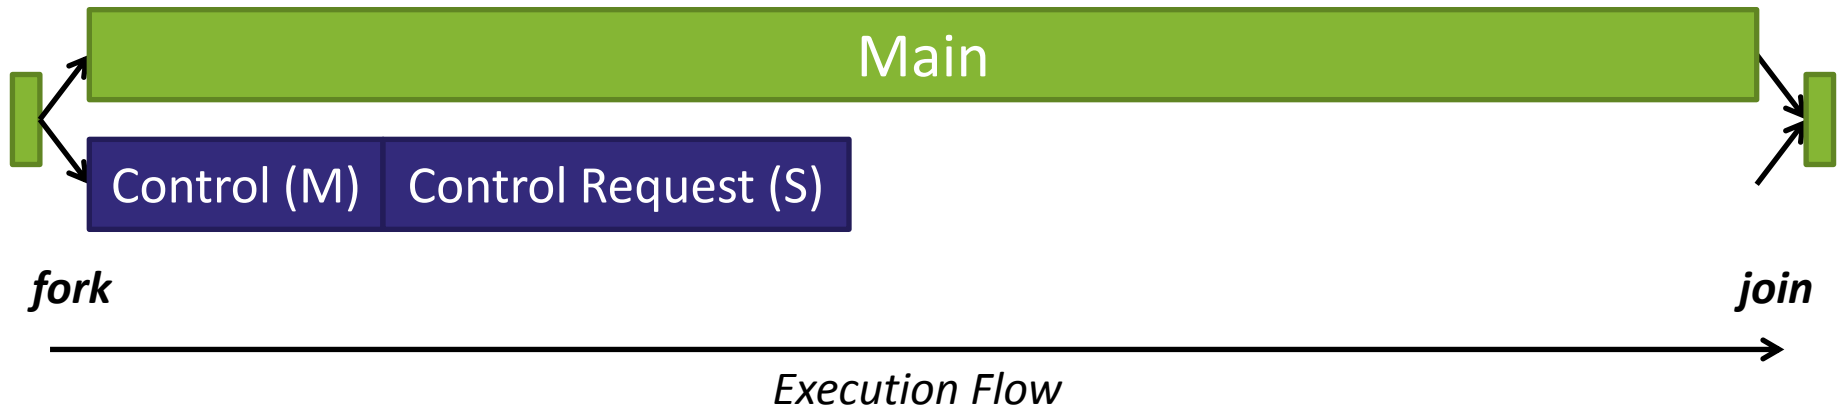 Main
Control (M)
Control Request (S)
fork
join
Execution Flow